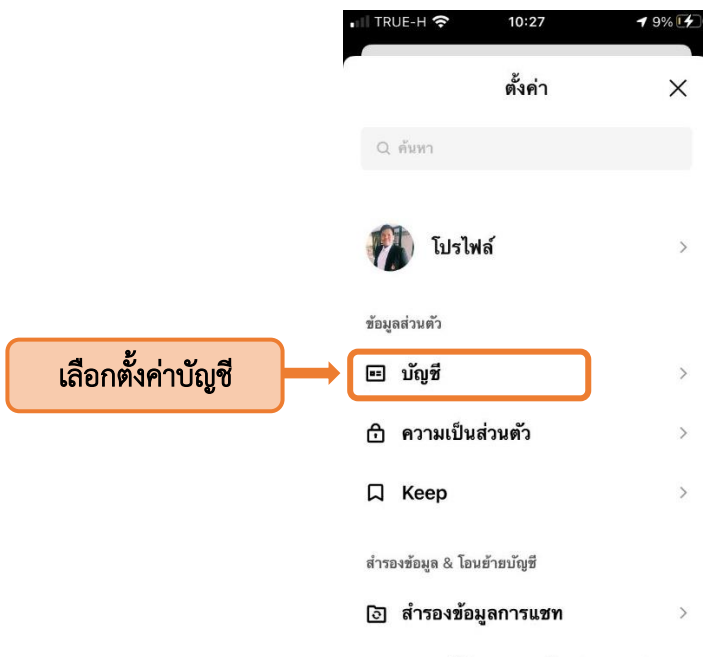 TRUE-H 10:27 9%
ตั้งค่า
ค้นหา
โปรไฟล์
ข้อมูลส่วนตัว
เลือกตั้งค่าบัญชี
บัญชี
ความเป็นส่วนตัว
Keep
สำรองข้อมูล & โอนย้ายบัญชี
สำรองข้อมูลการแชท